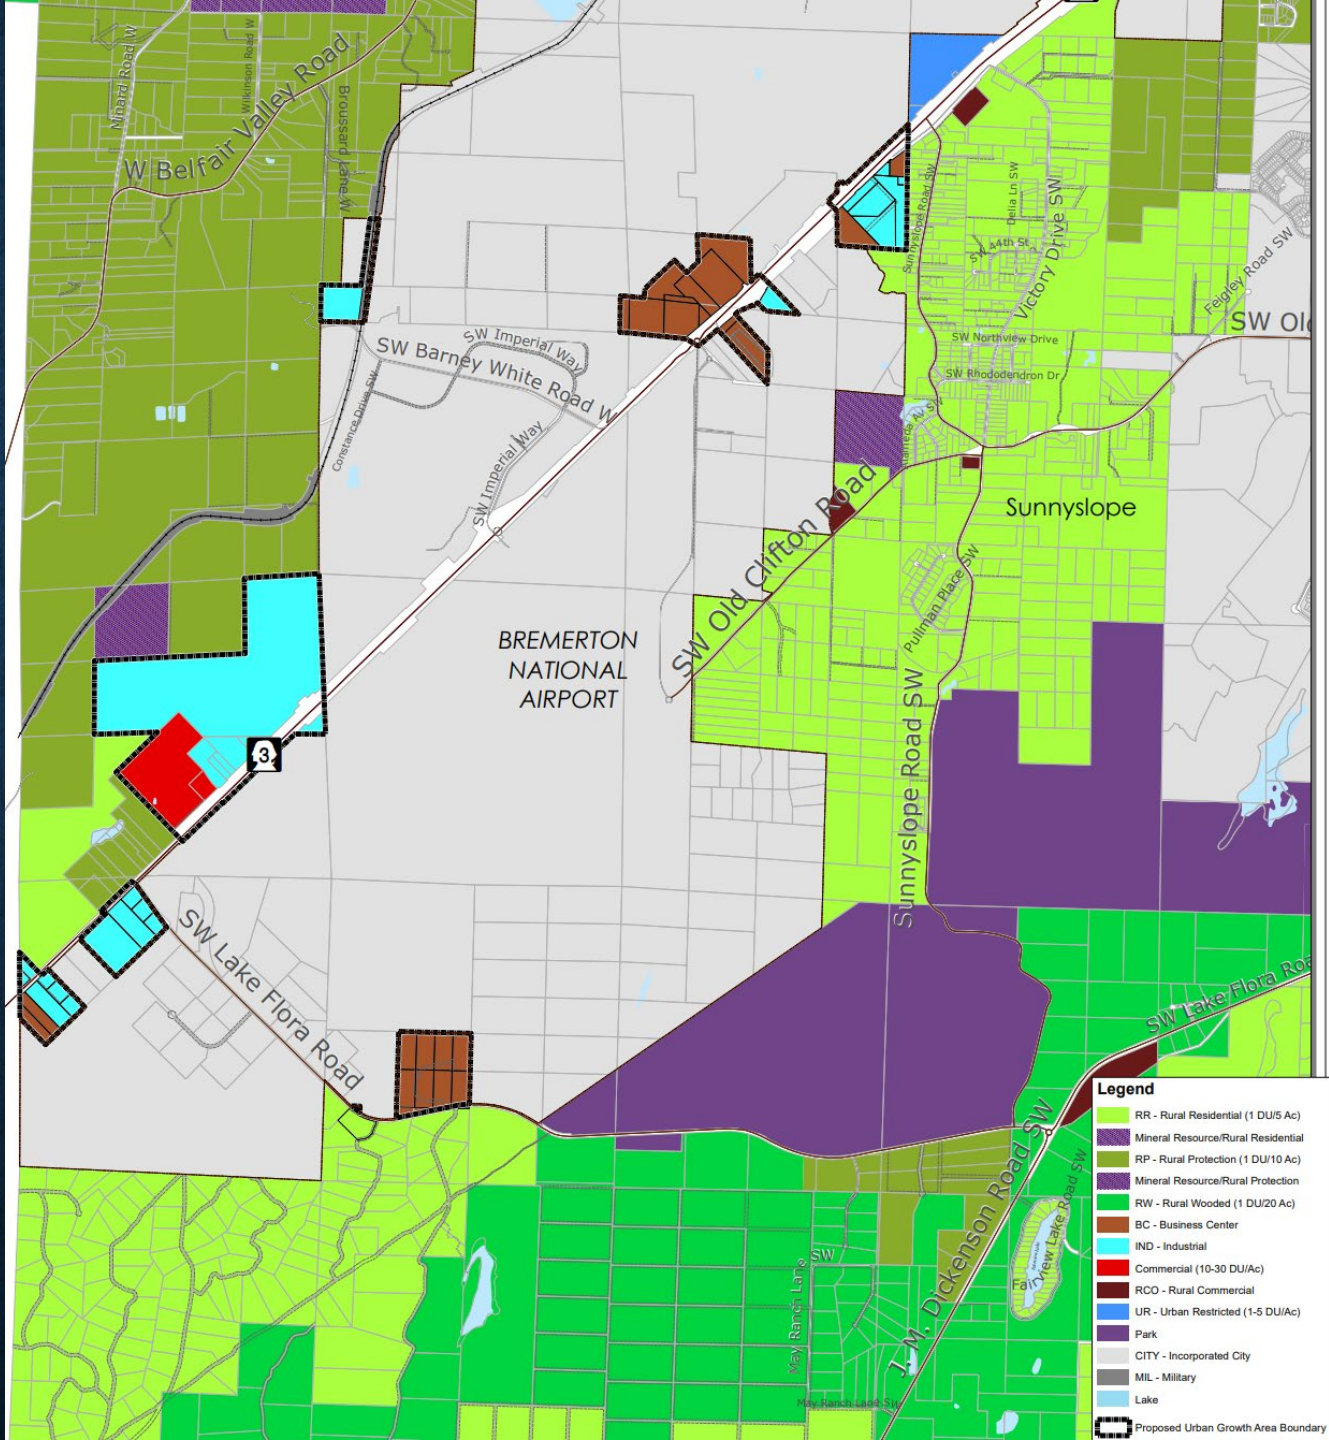 Minard Road W
Wilkinson Road W
W Belfair Valley Road
Broussard Lane W
Sunnyslope Road SW
Delia Ln SW
SW 44th St
Victory Drive SW
Feigley Road SW
SW Old
SW Northview Drive
SW Rhododendron Dr
SW Imperial Way
SW Barney White Road W
Constance Drive SW
SW Imperial Way
SW Old Clifton Road
Sunnyslope
Pullman Place SW
BREMERTON
NATIONAL
AIRPORT
Sunnyslope Road SW
3
SW Lake Flora Road
SW Lake Flora Roa
J. M. Dickenson Road SW
Fairview Lake Road SW
May Ranch Lane
SW
May Ranch Lane SW
Legend
RR - Rural Residential (1 DU/5 Ac)
Mineral Resource/Rural Residential
RP - Rural Protection (1 DU/10 Ac)
Mineral Resource/Rural Protection
RW - Rural Wooded (1 DU/20 Ac)
BC - Business Center
IND - Industrial
Commercial (10-30 DU/Ac)
RCO - Rural Commercial
UR - Urban Restricted (1-5 DU/Ac)
Park
CITY - Incorporated City
MIL - Military
Lake
Proposed Urban Growth Area Boundary